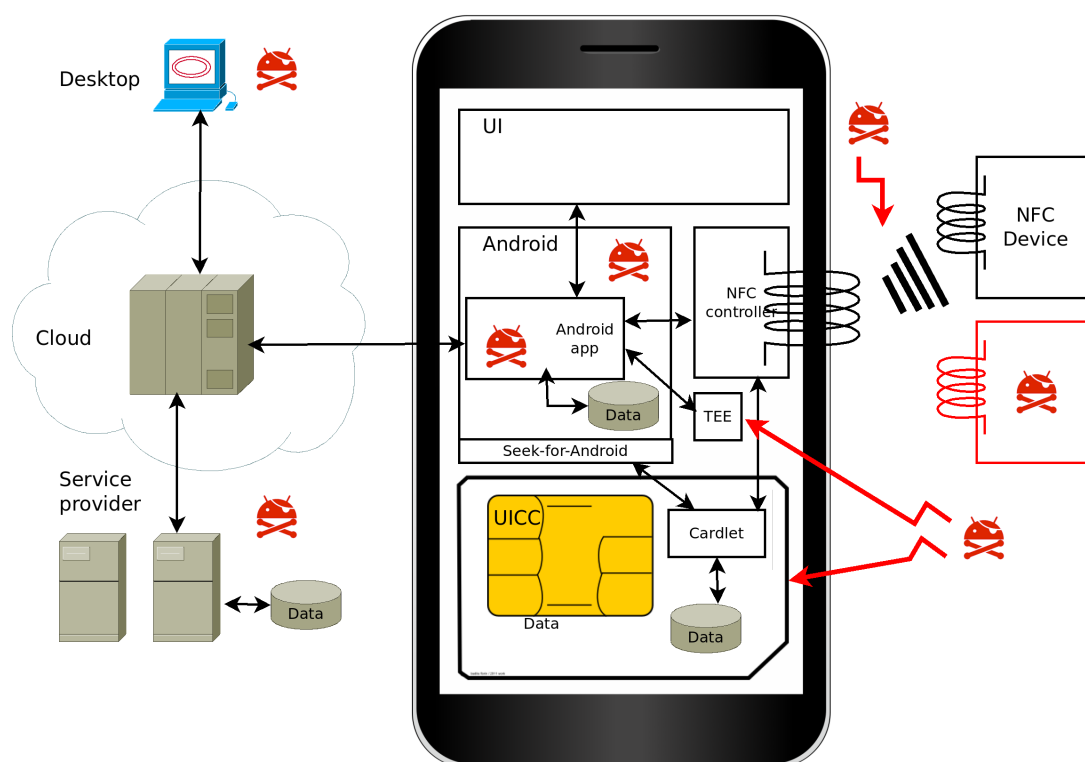 Desktop
UI
NFC
Device
Android
NFC
controller
Android
app
Cloud
Data
TEE
Seek-for-Android
Service
provider
UICC
Cardlet
Data
Data
Data